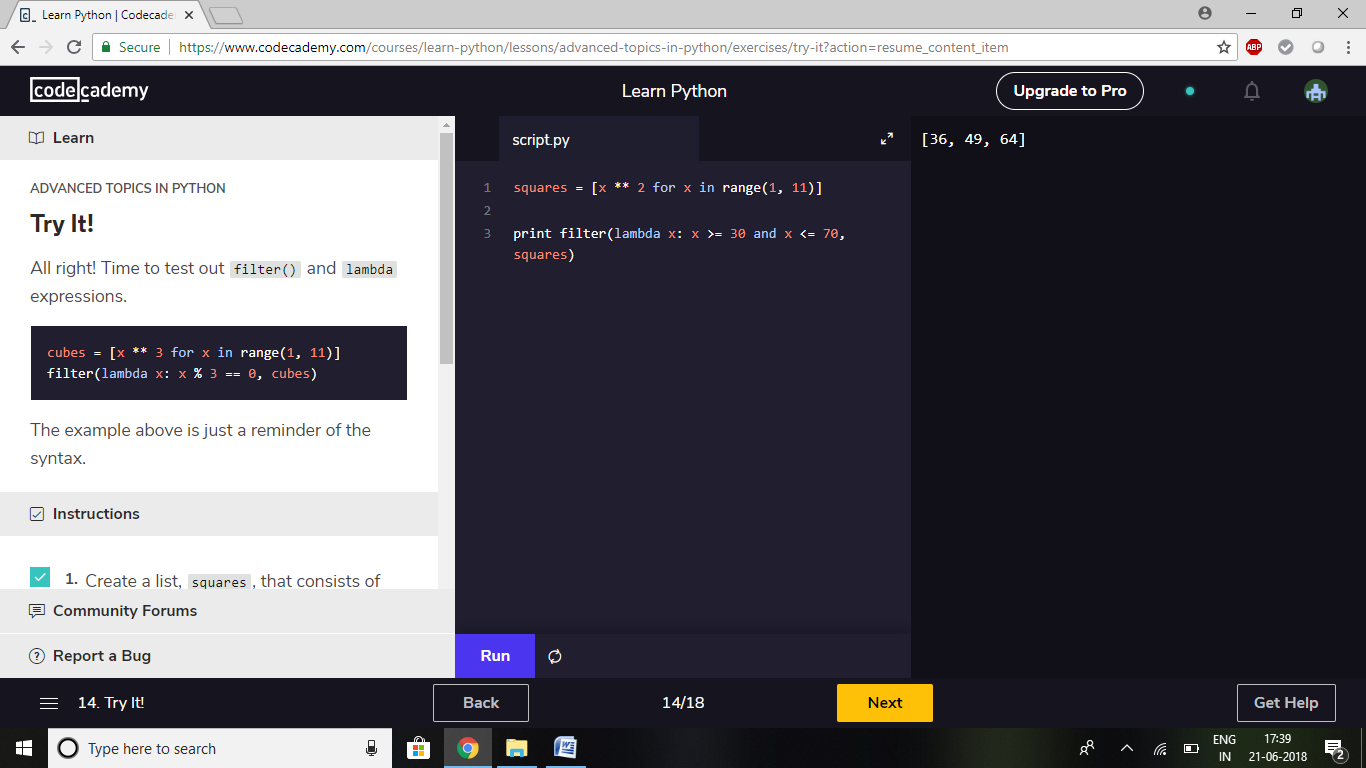 Learn Python | Codecade
Secure
https://www.codecademy.com/courses/learn-python/lessons/advanced-topics-in-python/exercises/try-it?action=resume_content_item
ABP
codecademy
Learn Python
Upgrade to Pro
Learn
ADVANCED TOPICS IN PYTHON
Try It!
All right! Time to test out filter() and lambda
expressions.
cubes = [x ** 3 for x in range(1, 11)]
filter(lambda x: x % 3 == 0, cubes)
The example above is just a reminder of the
syntax.
Instructions
1. Create a list, squares, that consists of
Community Forums
Report a Bug
script.py
1 squares = [x ** 2 for x in range(1, 11)]
2
3 print filter(lambda x: x >= 30 and x <= 70,
squares)
Run
[36, 49, 64]
14. Try It!
Back
14/18
Next
Get Help
Type here to search
ENG
IN
17:39
21-06-2018
2